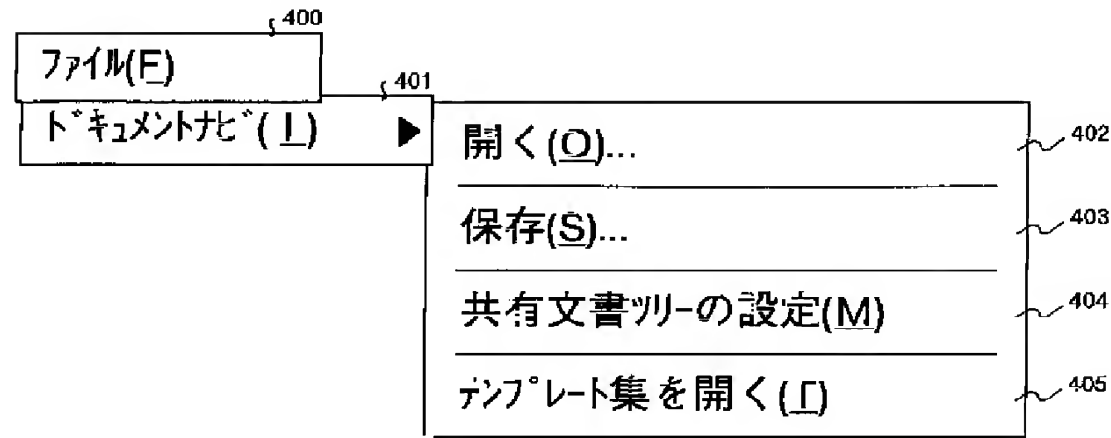 400
ﾌｧｲﾙ(F)
401
ﾄﾞｷｭﾒﾝﾄﾅﾋﾞ(I) ▶
開く(O)...
402
保存(S)...
403
共有文書ﾂﾘｰの設定(M)
404
ﾃﾝﾌﾟﾚｰﾄ集を開く(T)
405